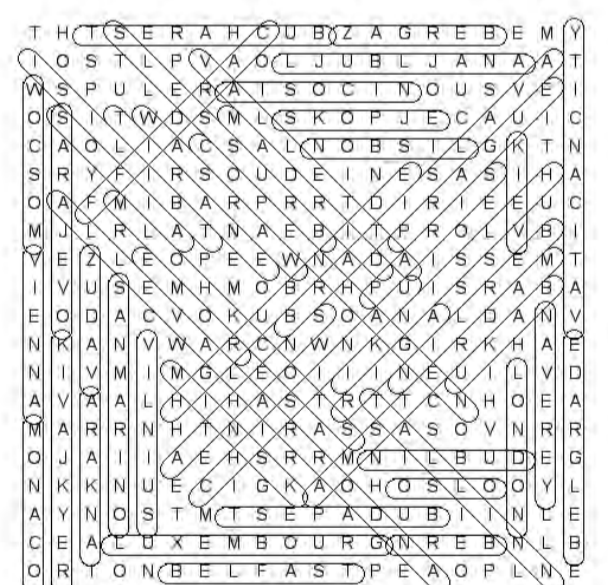 T H T S E R A H C U B Z A G R E B E M Y
I O S T L P V A O L J U B L J A N A A T
W S P U L E R A I S O C I N O U S V E I
O S I T W D S M L S K O P J E C A U I C
C A O L I A C S A L N O B S I L G K T N
S R Y F I R S O U D E I N E S A S I H A
O A F M I B A R P R R T D I R I E E U C
M J L R L A T N A E B I T P R O L V B I
V E Z L E O P E E W N A D A I S S E M T
I V U S E M H M O B R H P U I S R A B A
E O D A C V O K U B S O A N A L D A N V
N K A N V W A R C N W N K G I R K H A E
N I V M I M G L E O I I I N E U I L V D
A V A A L H I H A S T R T T C N H O E A
M A R R N H T N I R A S S A S O V N R R
O J A I I A E H S R R M N I L B U D E G
N K K N U E C I G K A O H O S L O O Y L
A Y N O S T M T S E P A D U B I I N L E
C E A L U X E M B O U R G N R E B N L B
O R T O N B E L F A S T P E A O P L N E